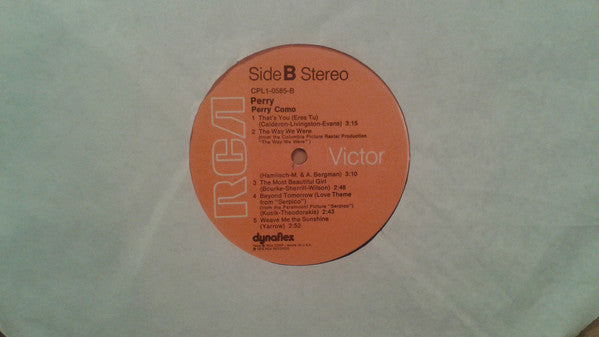 Side B Stereo
CPL1-0585-B
Perry
Perry Como
1 That's You (Eres Tu)
(Calderon-Livingston-Evans) 3:15
2 The Way We Were
(from the Columbia Picture Rastar Production
"The Way We Were")
RCA
Victor
(Hamlisch-M. & A. Bergman) 3:10
3 The Most Beautiful Girl
(Bourke-Sherrill-Wilson) 2:48
4 Beyond Tomorrow (Love Theme
from "Serpico")
(from the Paramount Picture "Serpico")
(Kusik-Theodorakis) 2:43
5 Weave Me the Sunshine
(Yarrow) 2:52
dynaflex